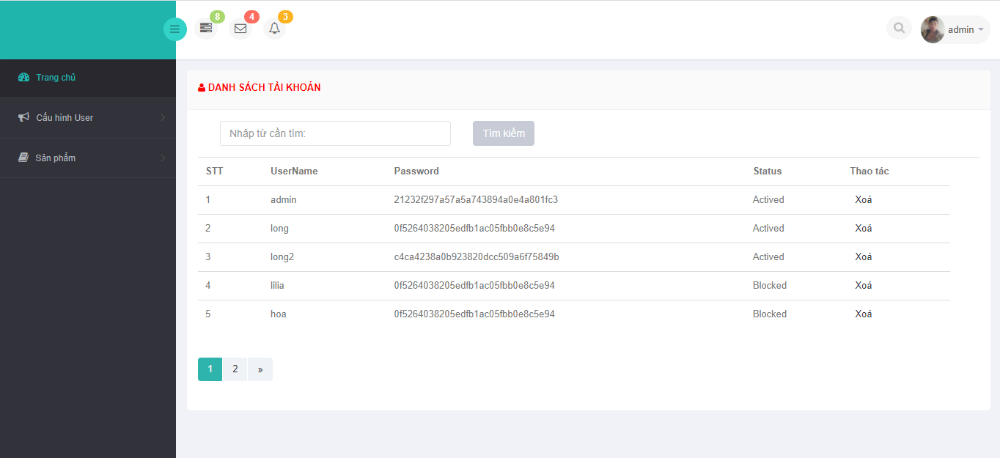 8 4 3
admin
Trang chủ
Cấu hình User
Sản phẩm
DANH SÁCH TÀI KHOẢN
Nhập từ cần tìm: Tìm kiếm
STT UserName Password Status Thao tác
1 admin 21232f297a57a5a743894a0e4a801fc3 Actived Xoá
2 long 0f5264038205edfb1ac05fbb0e8c5e94 Actived Xoá
3 long2 c4ca4238a0b923820dcc509a6f75849b Actived Xoá
4 lilia 0f5264038205edfb1ac05fbb0e8c5e94 Blocked Xoá
5 hoa 0f5264038205edfb1ac05fbb0e8c5e94 Blocked Xoá
1 2 »